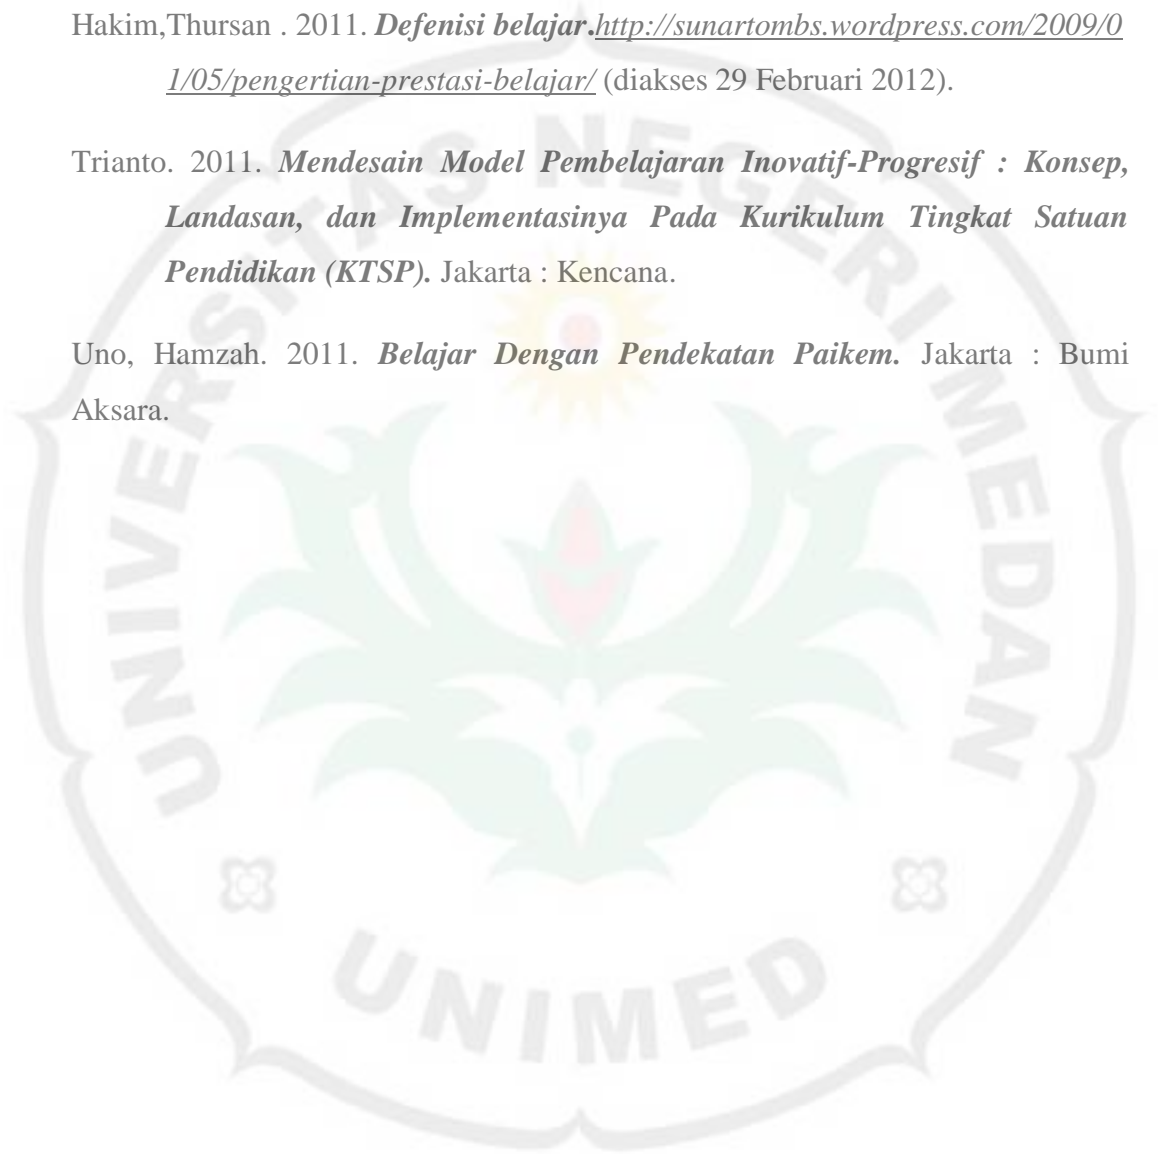 Hakim,Thursan . 2011. Defenisi belajar.http://sunartombs.wordpress.com/2009/0
1/05/pengertian-prestasi-belajar/ (diakses 29 Februari 2012).
Trianto. 2011. Mendesain Model Pembelajaran Inovatif-Progresif : Konsep,
Landasan, dan Implementasinya Pada Kurikulum Tingkat Satuan
Pendidikan (KTSP). Jakarta : Kencana.
Uno, Hamzah. 2011. Belajar Dengan Pendekatan Paikem. Jakarta : Bumi
Aksara.
UNIVERSITAS NEGERI MEDAN
UNIMED